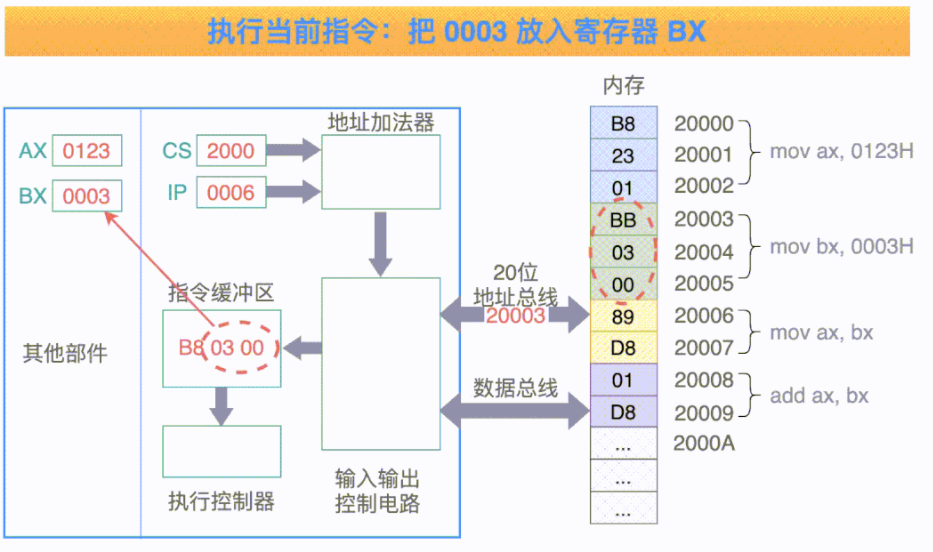 执行当前指令：把 0003 放入寄存器 BX
内存
地址加法器
AX 0123
CS 2000
BX 0003
IP 0006
B8 20000
23 20001
01 20002
mov ax, 0123H
BB 20003
03 20004
00 20005
mov bx, 0003H
20位
地址总线
20003
指令缓冲区
B8 03 00
其他部件
89 20006
D8 20007
mov ax, bx
数据总线
01 20008
D8 20009
add ax, bx
... 2000A
...
...
执行控制器
输入输出
控制电路